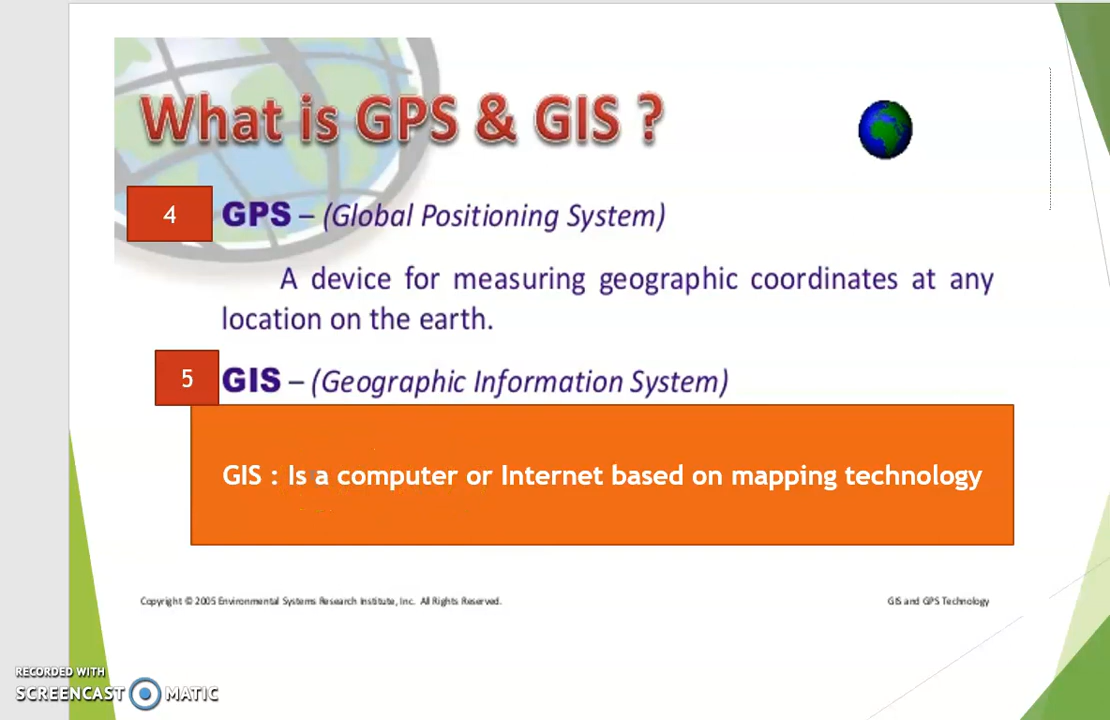 What is GPS & GIS ?
4
GPS – (Global Positioning System)
A device for measuring geographic coordinates at any
location on the earth.
5
GIS – (Geographic Information System)
GIS : Is a computer or Internet based on mapping technology
Copyright © 2005 Environmental Systems Research Institute, Inc. All Rights Reserved.
GIS and GPS Technology
RECORDED WITH
SCREENCAST MATIC